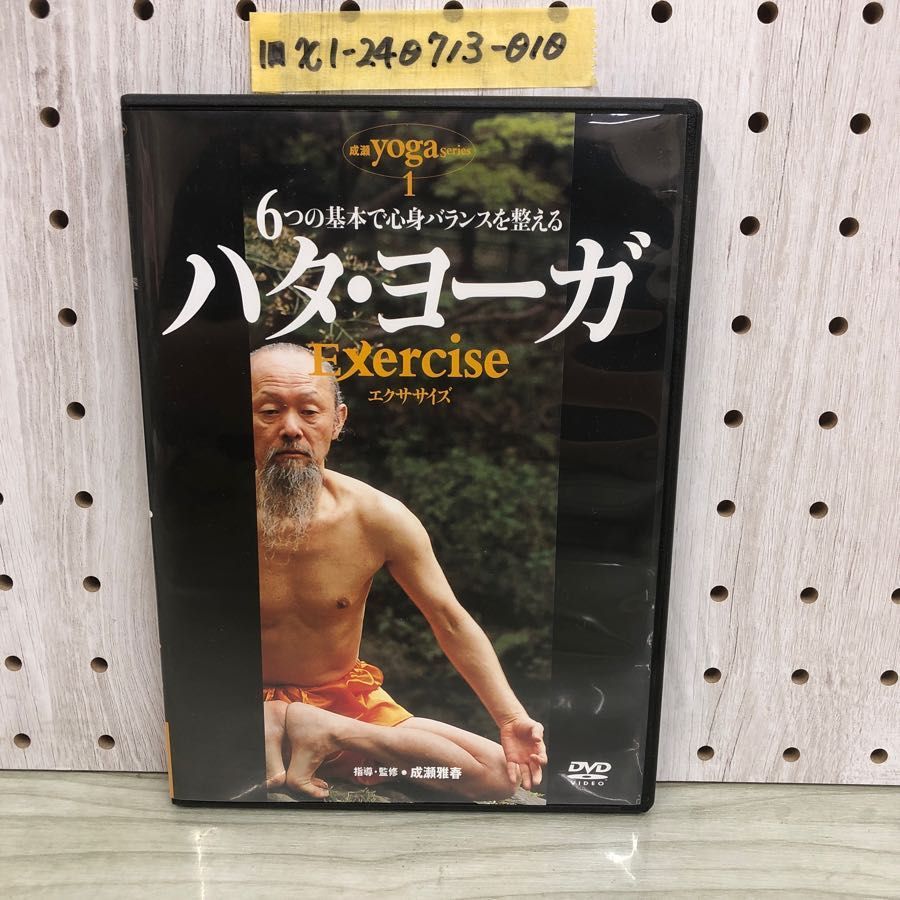 旧X1-240713-010
成瀬 yoga series
1
6つの基本で心身バランスを整える
ハタ・ヨーガ
Exercise
エクササイズ
指導・監修・成瀬雅春
DVD
VIDEO